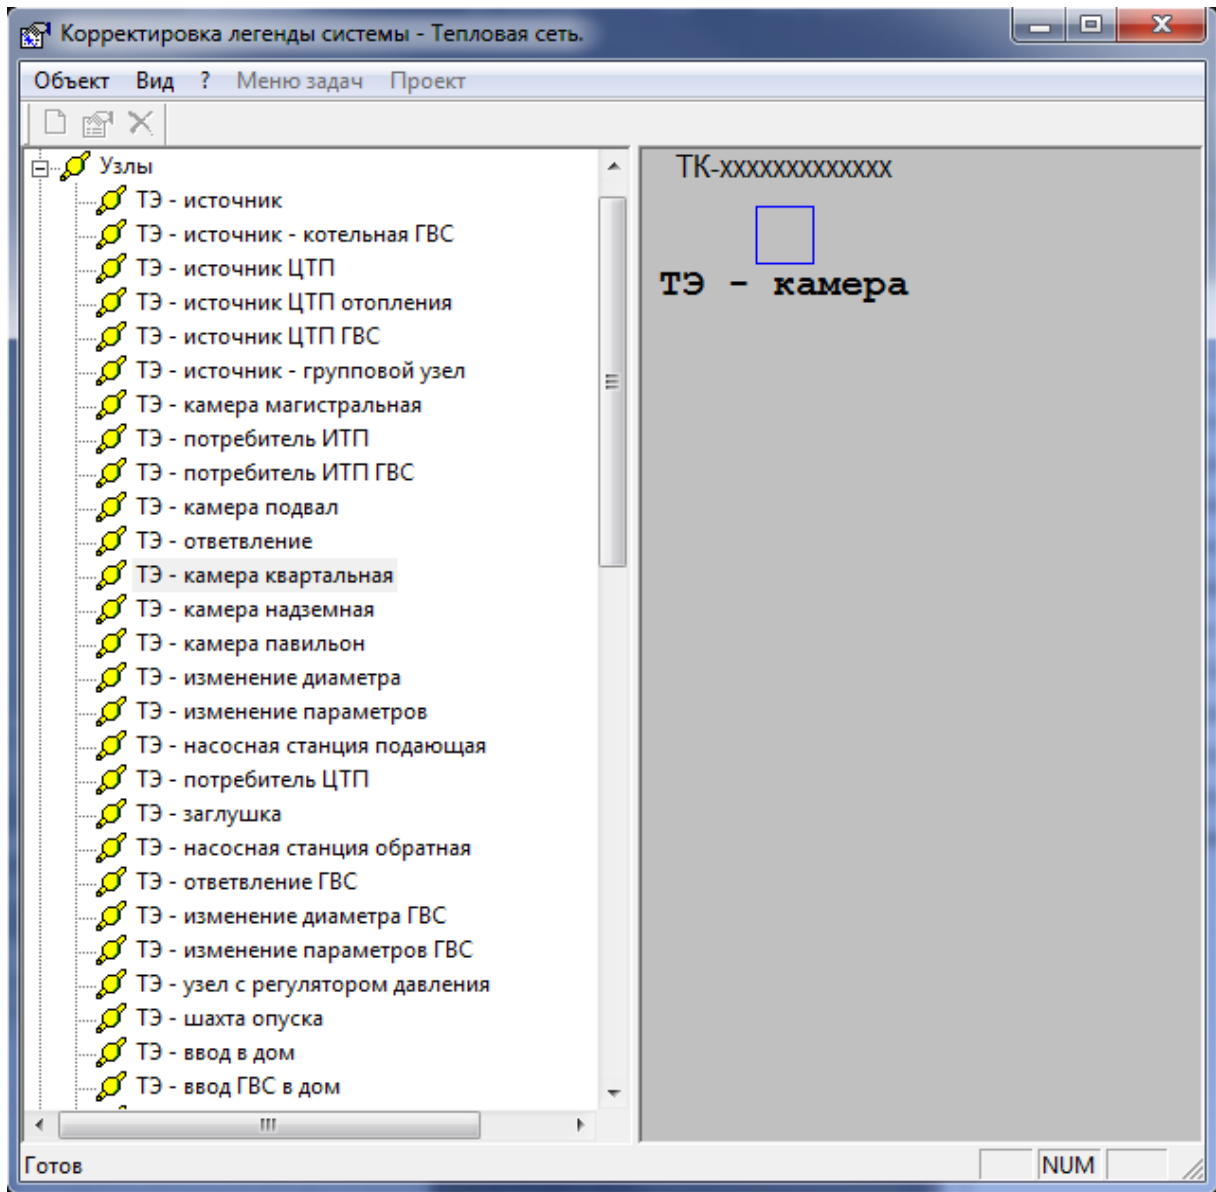 Корректировка легенды системы - Тепловая сеть.
Объект Вид ? Меню задач Проект
Узлы
ТЭ - источник
ТЭ - источник - котельная ГВС
ТЭ - источник ЦТП
ТЭ - источник ЦТП отопления
ТЭ - источник ЦТП ГВС
ТЭ - источник - групповой узел
ТЭ - камера магистральная
ТЭ - потребитель ИТП
ТЭ - потребитель ИТП ГВС
ТЭ - камера подвал
ТЭ - ответвление
ТЭ - камера квартальная
ТЭ - камера надземная
ТЭ - камера павильон
ТЭ - изменение диаметра
ТЭ - изменение параметров
ТЭ - насосная станция подающая
ТЭ - потребитель ЦТП
ТЭ - заглушка
ТЭ - насосная станция обратная
ТЭ - ответвление ГВС
ТЭ - изменение диаметра ГВС
ТЭ - изменение параметров ГВС
ТЭ - узел с регулятором давления
ТЭ - шахта опуска
ТЭ - ввод в дом
ТЭ - ввод ГВС в дом
ТК-xxxxxxxxxxxxx
ТЭ - камера
Готов
NUM